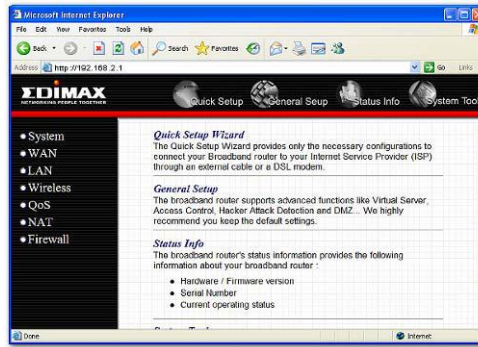 Microsoft Internet Explorer
File Edit View Favorites Tools Help
Back Search Favorites
Address http://192.168.2.1 Go Links
EDIMAX
NETWORKING PEOPLE TOGETHER
Quick Setup General Seup Status Info System Too
System
WAN
LAN
Wireless
QoS
NAT
Firewall
Quick Setup Wizard
The Quick Setup Wizard provides only the necessary configurations to
connect your Broadband router to your Internet Service Provider (ISP)
through an external cable or a DSL modem.
General Setup
The broadband router supports advanced functions like Virtual Server,
Access Control, Hacker Attack Detection and DMZ... We highly
recommend you keep the default settings.
Status Info
The broadband router's status information provides the following
information about your broadband router :
Hardware / Firmware version
Serial Number
Current operating status
Done Internet